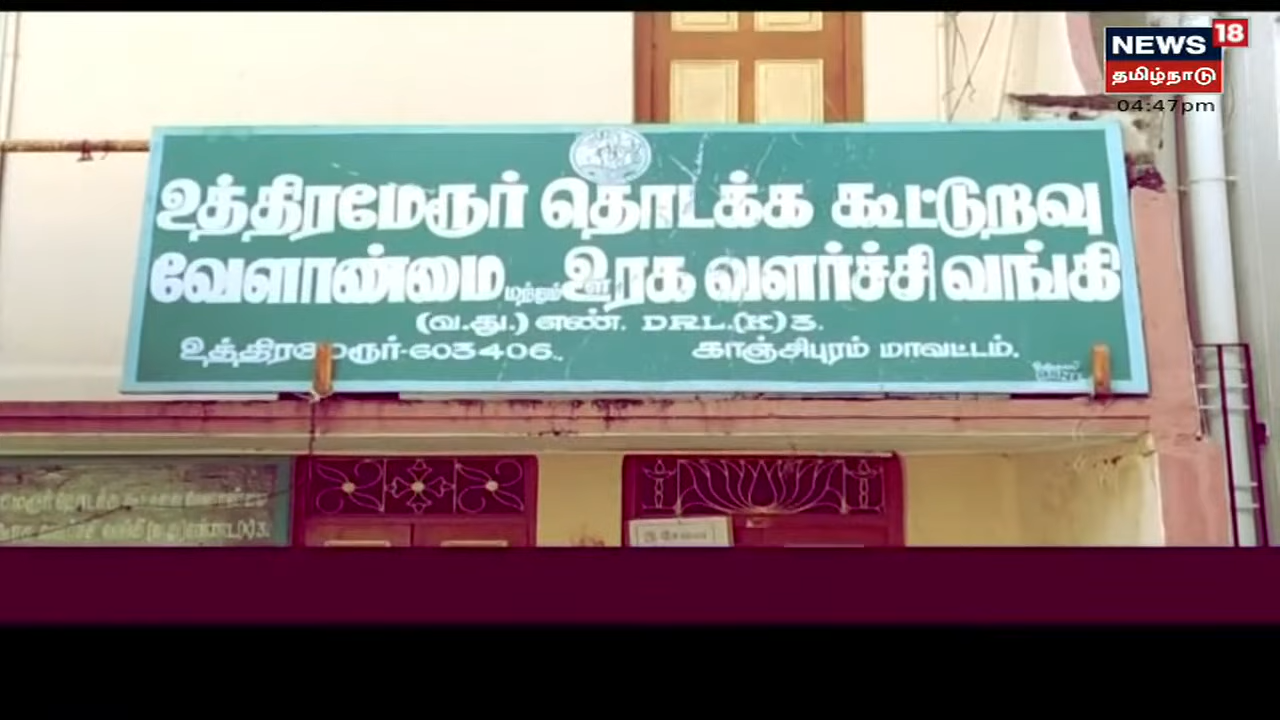 NEWS 18
தமிழ்நாடு
04:47pm
உத்திரமேரூர் தொடக்க கூட்டுறவு
வேளாண்மை மற்றும் ஊரக வளர்ச்சி வங்கி
(வ.து.) எண். DRL.(K)3.
உத்திரமேரூர்-603406.
காஞ்சிபுரம் மாவட்டம்.
இ சேவை